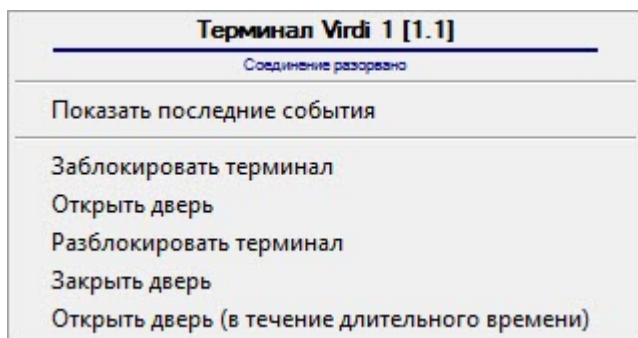 Терминал Virdi 1 [1.1]
Соединение разорвано
Показать последние события
Заблокировать терминал
Открыть дверь
Разблокировать терминал
Закрыть дверь
Открыть дверь (в течение длительного времени)